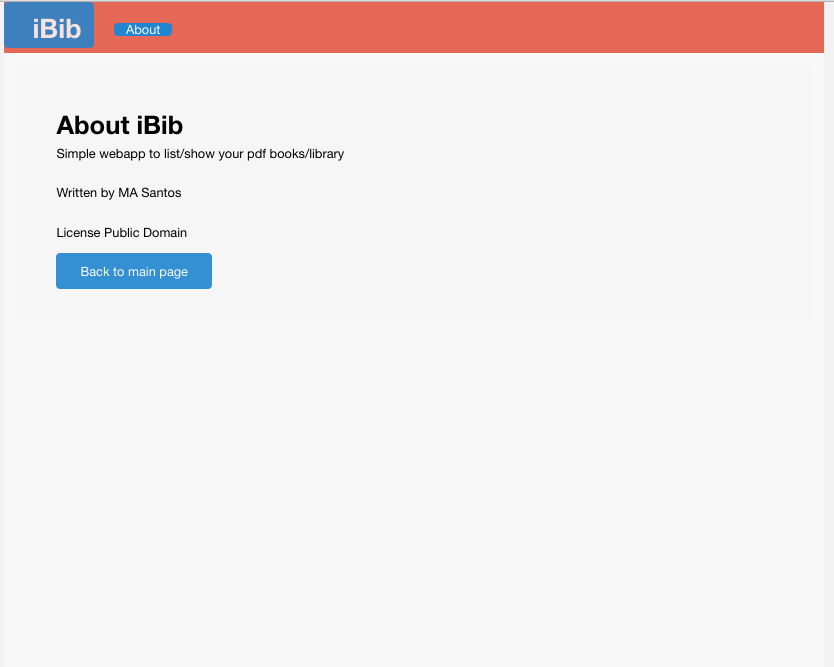 iBib
About
About iBib
Simple webapp to list/show your pdf books/library
Written by MA Santos
License Public Domain
Back to main page